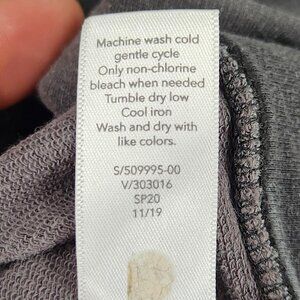 Machine wash cold
gentle cycle
Only non-chlorine
bleach when needed
Tumble dry low
Cool iron
Wash and dry with
like colors.
S/509995-00
V/303016
SP20
11/19